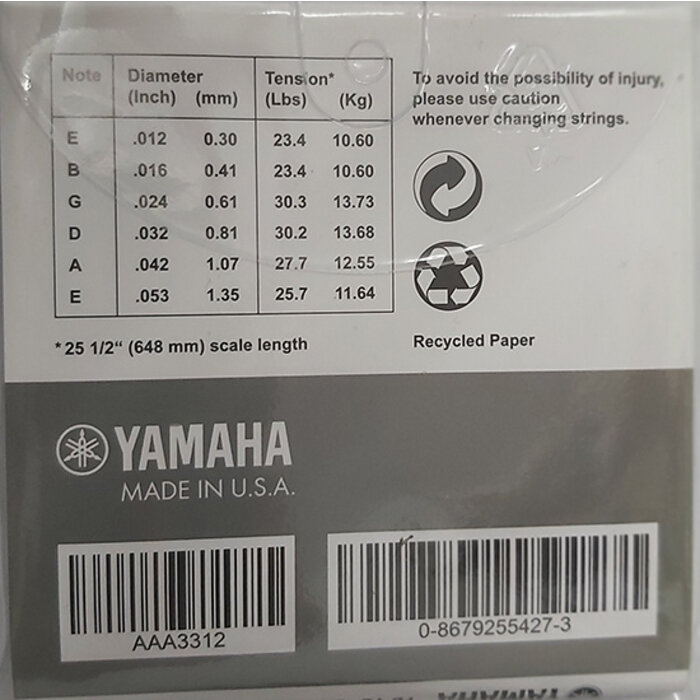 Note Diameter Tension*
(Inch) (mm) (Lbs) (Kg)
E .012 0.30 23.4 10.60
B .016 0.41 23.4 10.60
G .024 0.61 30.3 13.73
D .032 0.81 30.2 13.68
A .042 1.07 27.7 12.55
E .053 1.35 25.7 11.64
*25 1/2“ (648 mm) scale length
To avoid the possibility of injury,
please use caution
whenever changing strings.
Recycled Paper
YAMAHA
MADE IN U.S.A.
AAA3312
0-8679255427-3
YAMAHA